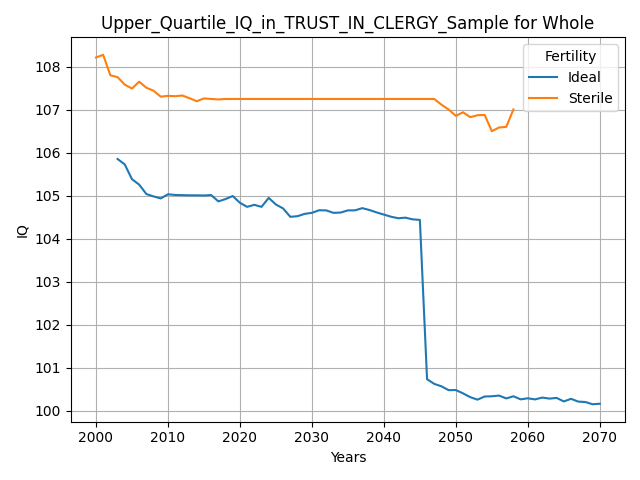 Upper_Quartile_IQ_in_TRUST_IN_CLERGY_Sample for Whole
Fertility
Ideal
Sterile
IQ
108
107
106
105
104
103
102
101
100
2000 2010 2020 2030 2040 2050 2060 2070
Years